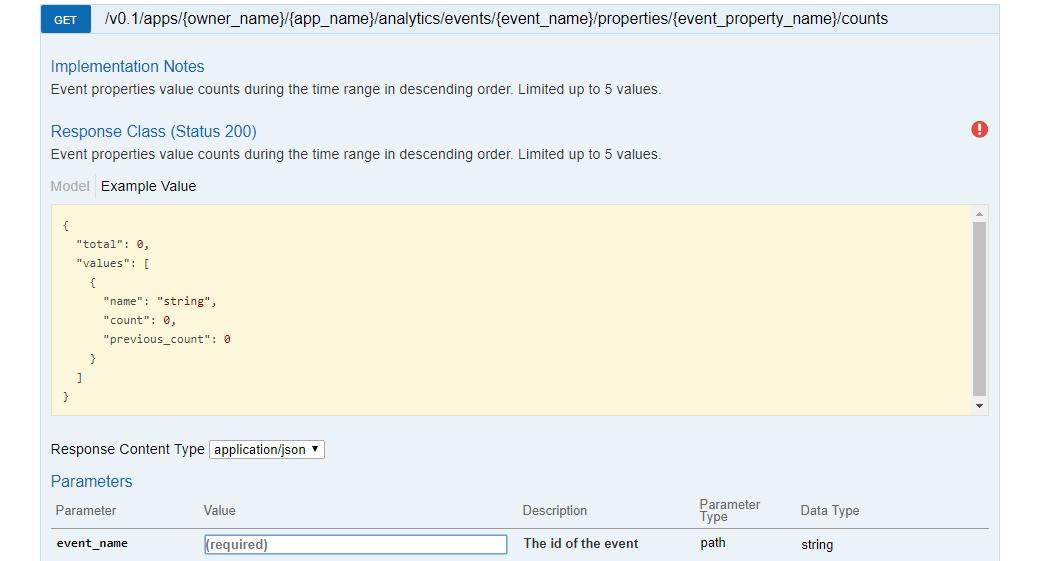 GET /v0.1/apps/{owner_name}/{app_name}/analytics/events/{event_name}/properties/{event_property_name}/counts
Implementation Notes
Event properties value counts during the time range in descending order. Limited up to 5 values.
Response Class (Status 200)
Event properties value counts during the time range in descending order. Limited up to 5 values.
Model Example Value
{
"total": 0,
"values": [
{
"name": "string",
"count": 0,
"previous_count": 0
}
]
}
Response Content Type application/json
Parameters
Parameter Value Description Parameter Type Data Type
event_name (required) The id of the event path string